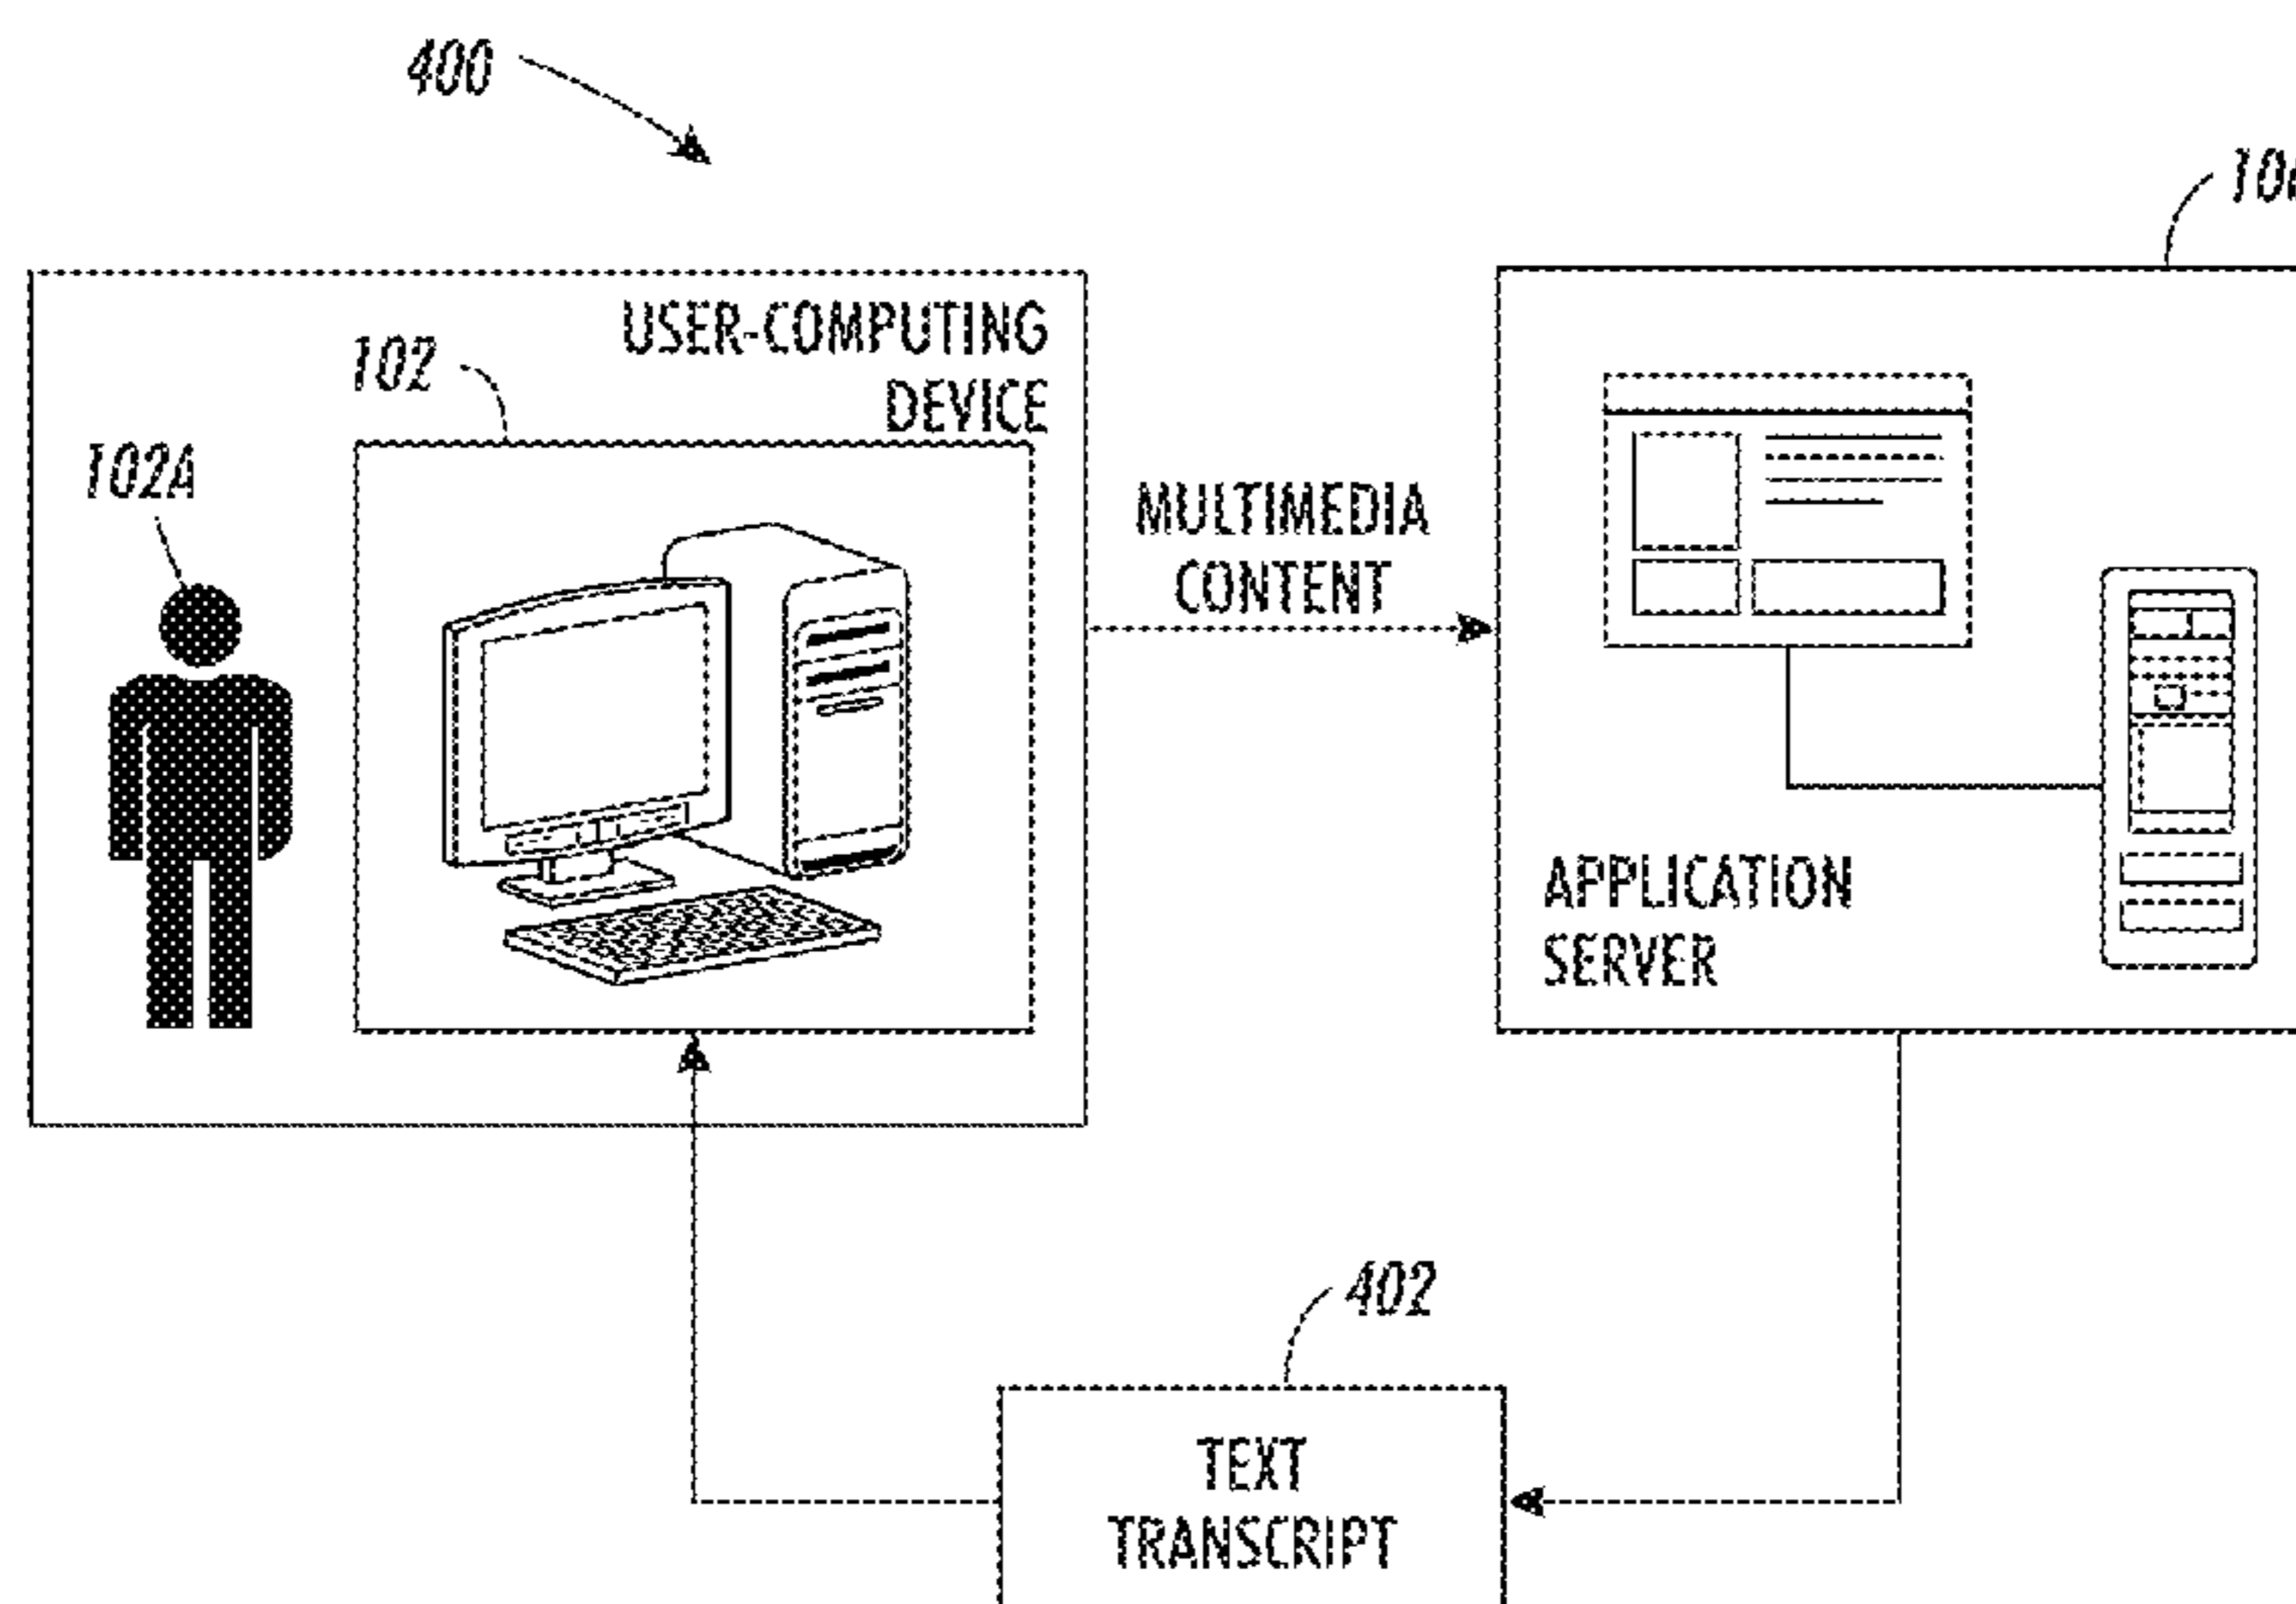 400
USER-COMPUTING
DEVICE
102
102A
MULTIMEDIA
CONTENT
APPLICATION
SERVER
402
TEXT
TRANSCRIPT